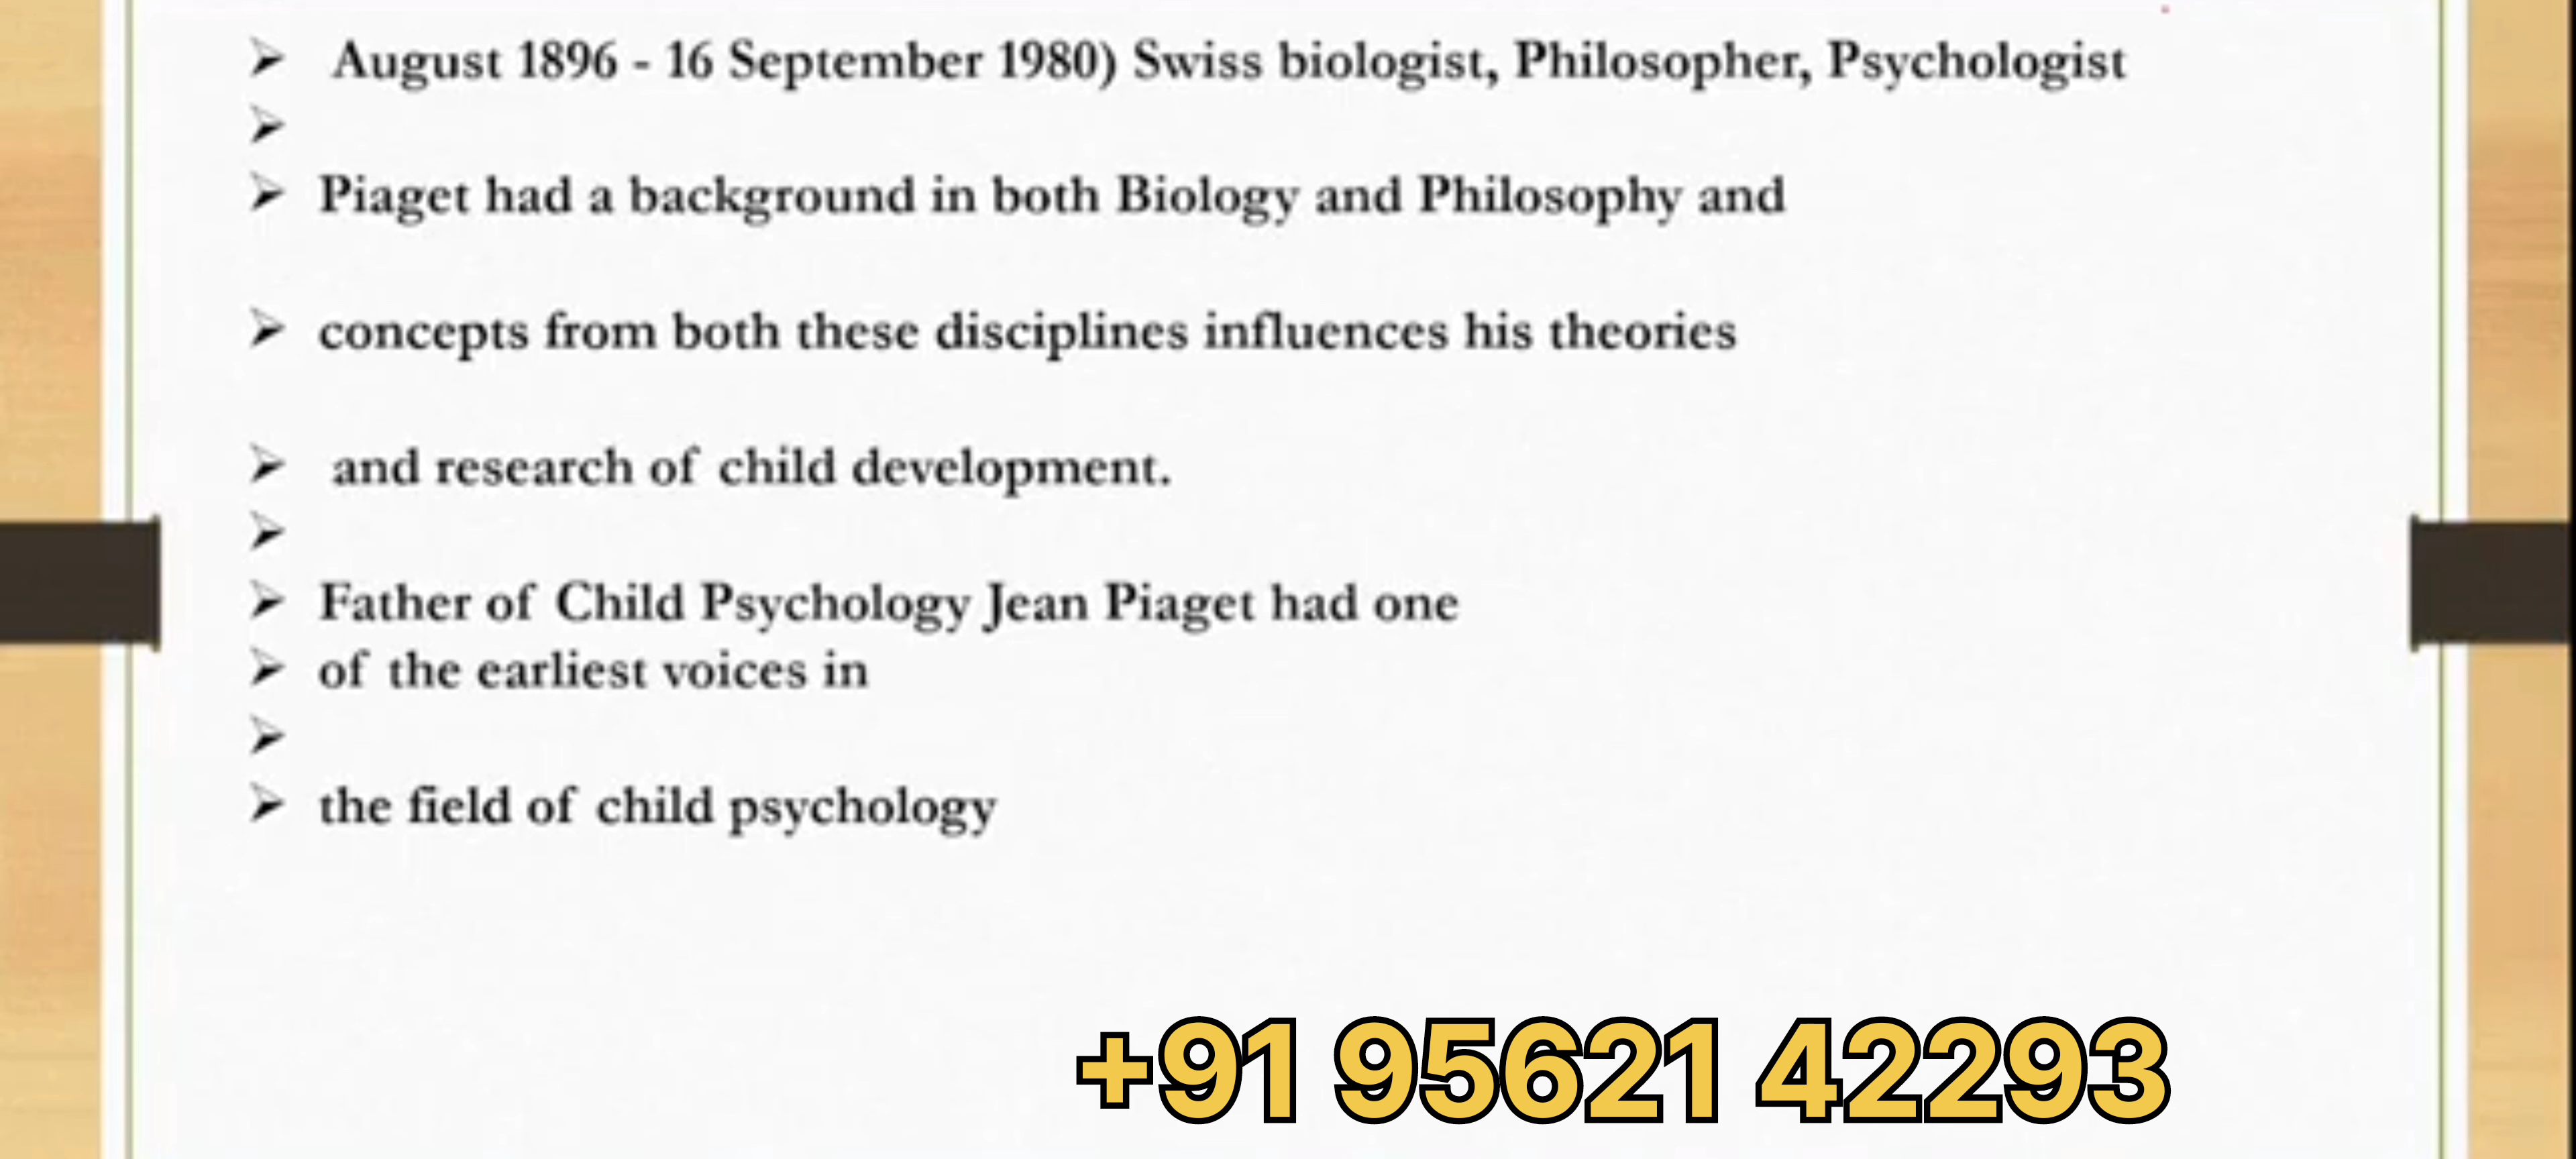 ➢ August 1896 - 16 September 1980) Swiss biologist, Philosopher, Psychologist
➢
➢ Piaget had a background in both Biology and Philosophy and
➢ concepts from both these disciplines influences his theories
➢ and research of child development.
➢
➢ Father of Child Psychology Jean Piaget had one
➢ of the earliest voices in
➢
➢ the field of child psychology
+91 95621 42293